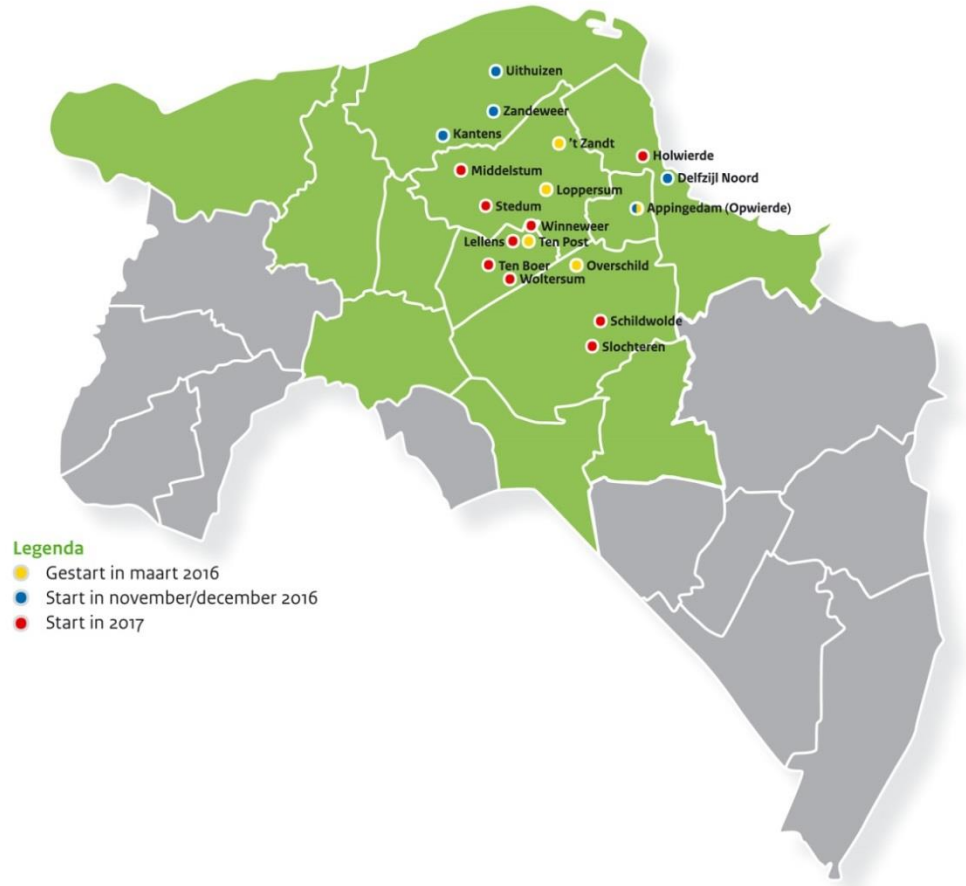 Uithuizen
Zandeweer
Kantens
't Zandt
Holwierde
Middelstum
Delfzijl Noord
Loppersum
Stedum
Appingedam (Opwierde)
Winneweer
Lellens
Ten Post
Ten Boer
Overschild
Woltersum
Schildwolde
Slochteren
Legenda
Gestart in maart 2016
Start in november/december 2016
Start in 2017